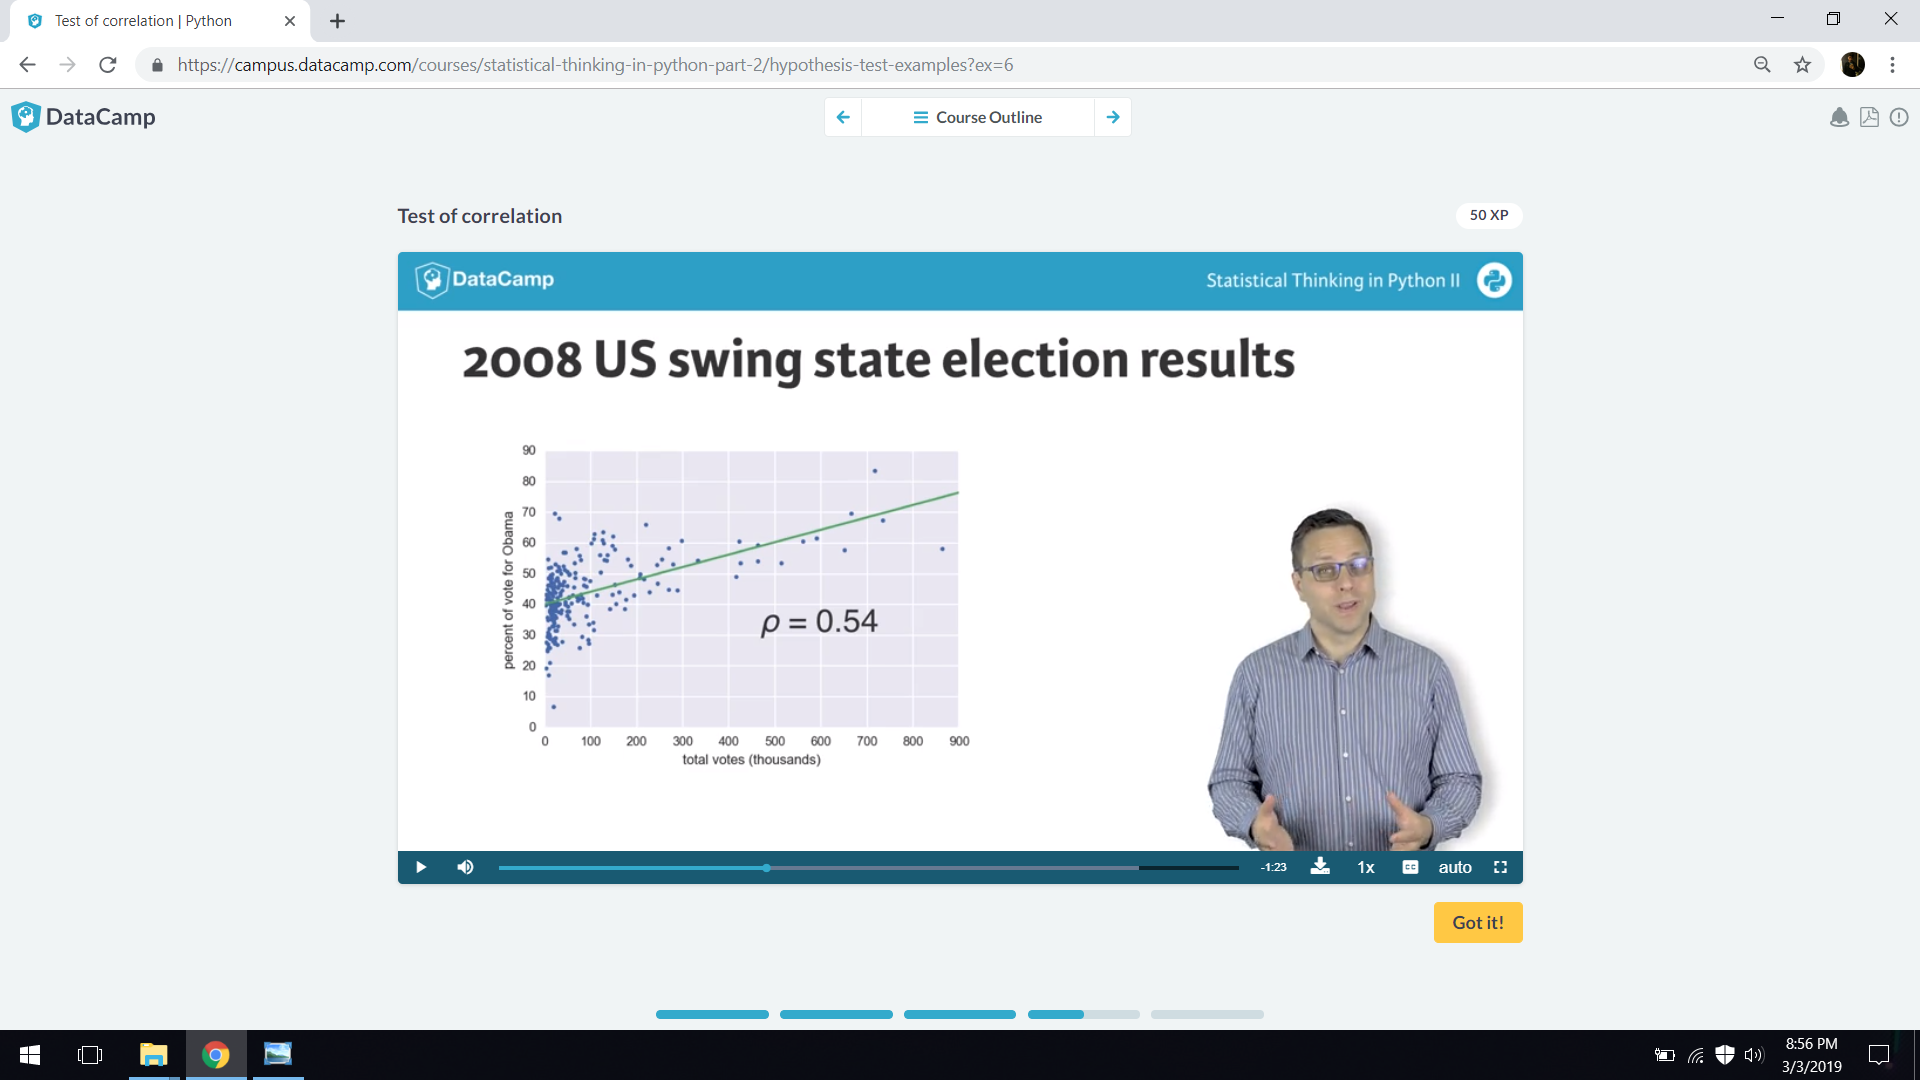 Test of correlation | Python
https://campus.datacamp.com/courses/statistical-thinking-in-python-part-2/hypothesis-test-examples?ex=6
DataCamp
Course Outline
Test of correlation
50 XP
DataCamp
Statistical Thinking in Python II
2008 US swing state election results
percent of vote for Obama
90
80
70
60
50
40
30
20
10
0
ρ = 0.54
0 100 200 300 400 500 600 700 800 900
total votes (thousands)
-1:23
1x
CC
auto
Got it!
8:56 PM
3/3/2019